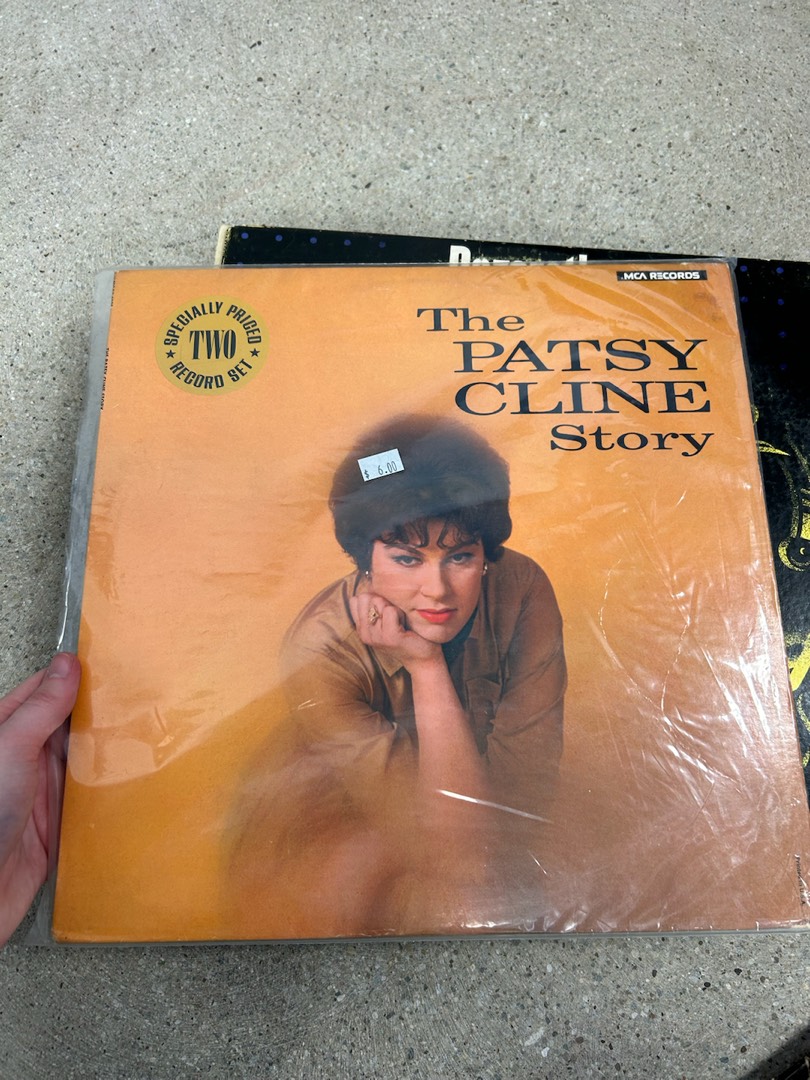 MCA RECORDS
SPECIALLY PRICED
TWO
RECORD SET
The
PATSY
CLINE
Story
$ 6.00